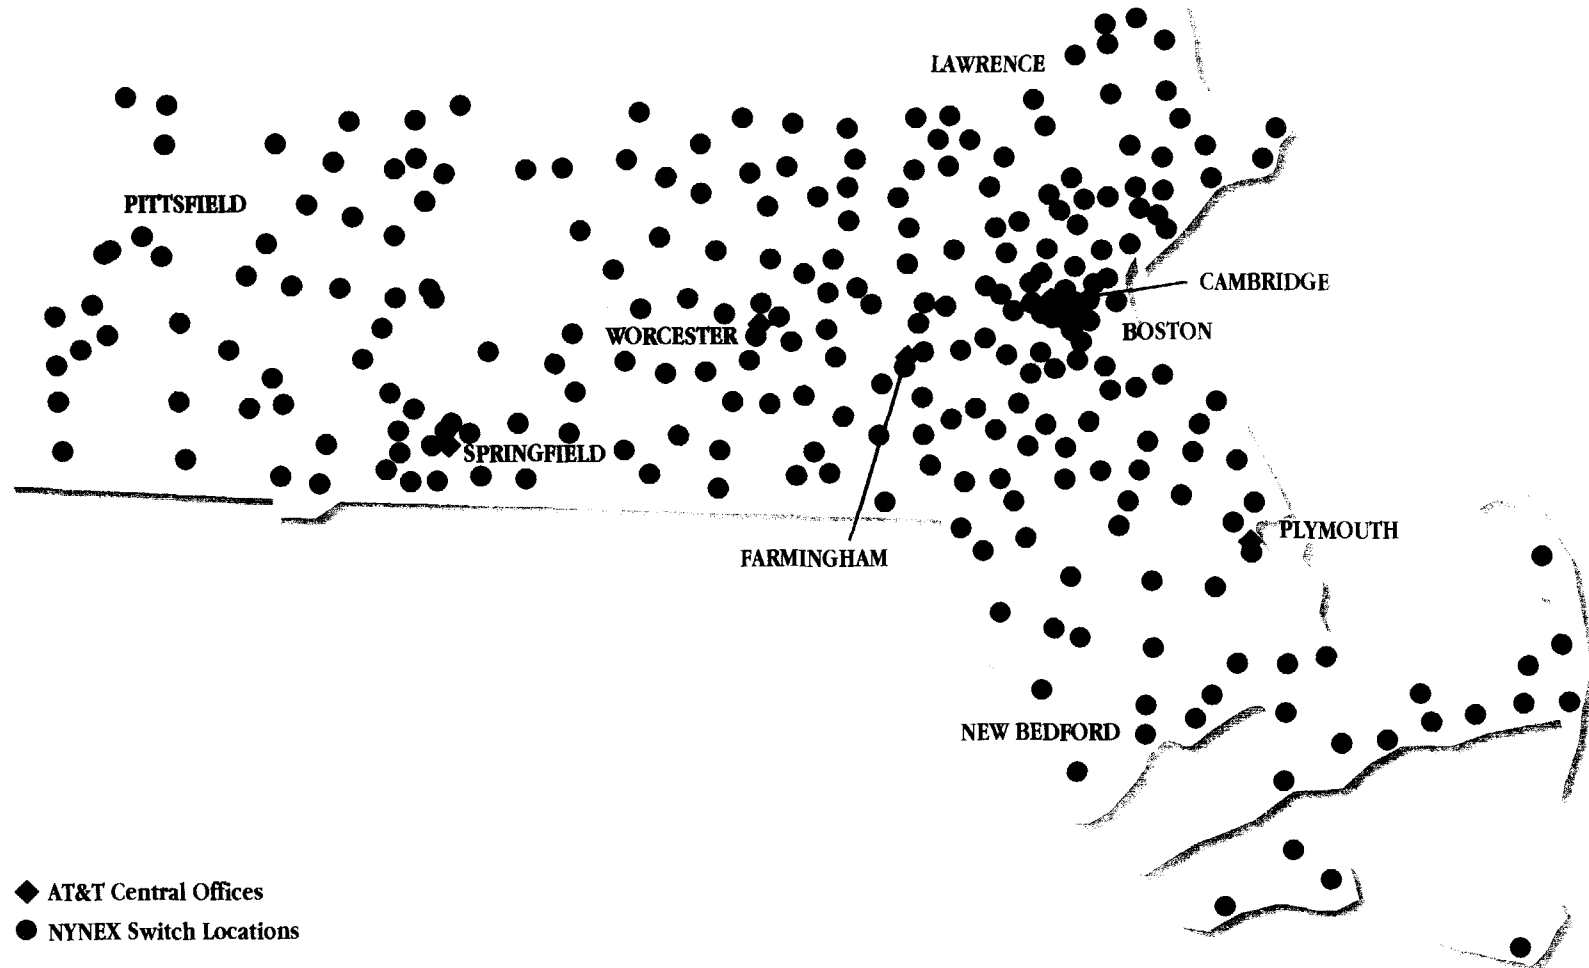 LAWRENCE
PITTSFIELD
CAMBRIDGE
BOSTON
WORCESTER
SPRINGFIELD
PLYMOUTH
FARMINGHAM
NEW BEDFORD
AT&T Central Offices
NYNEX Switch Locations